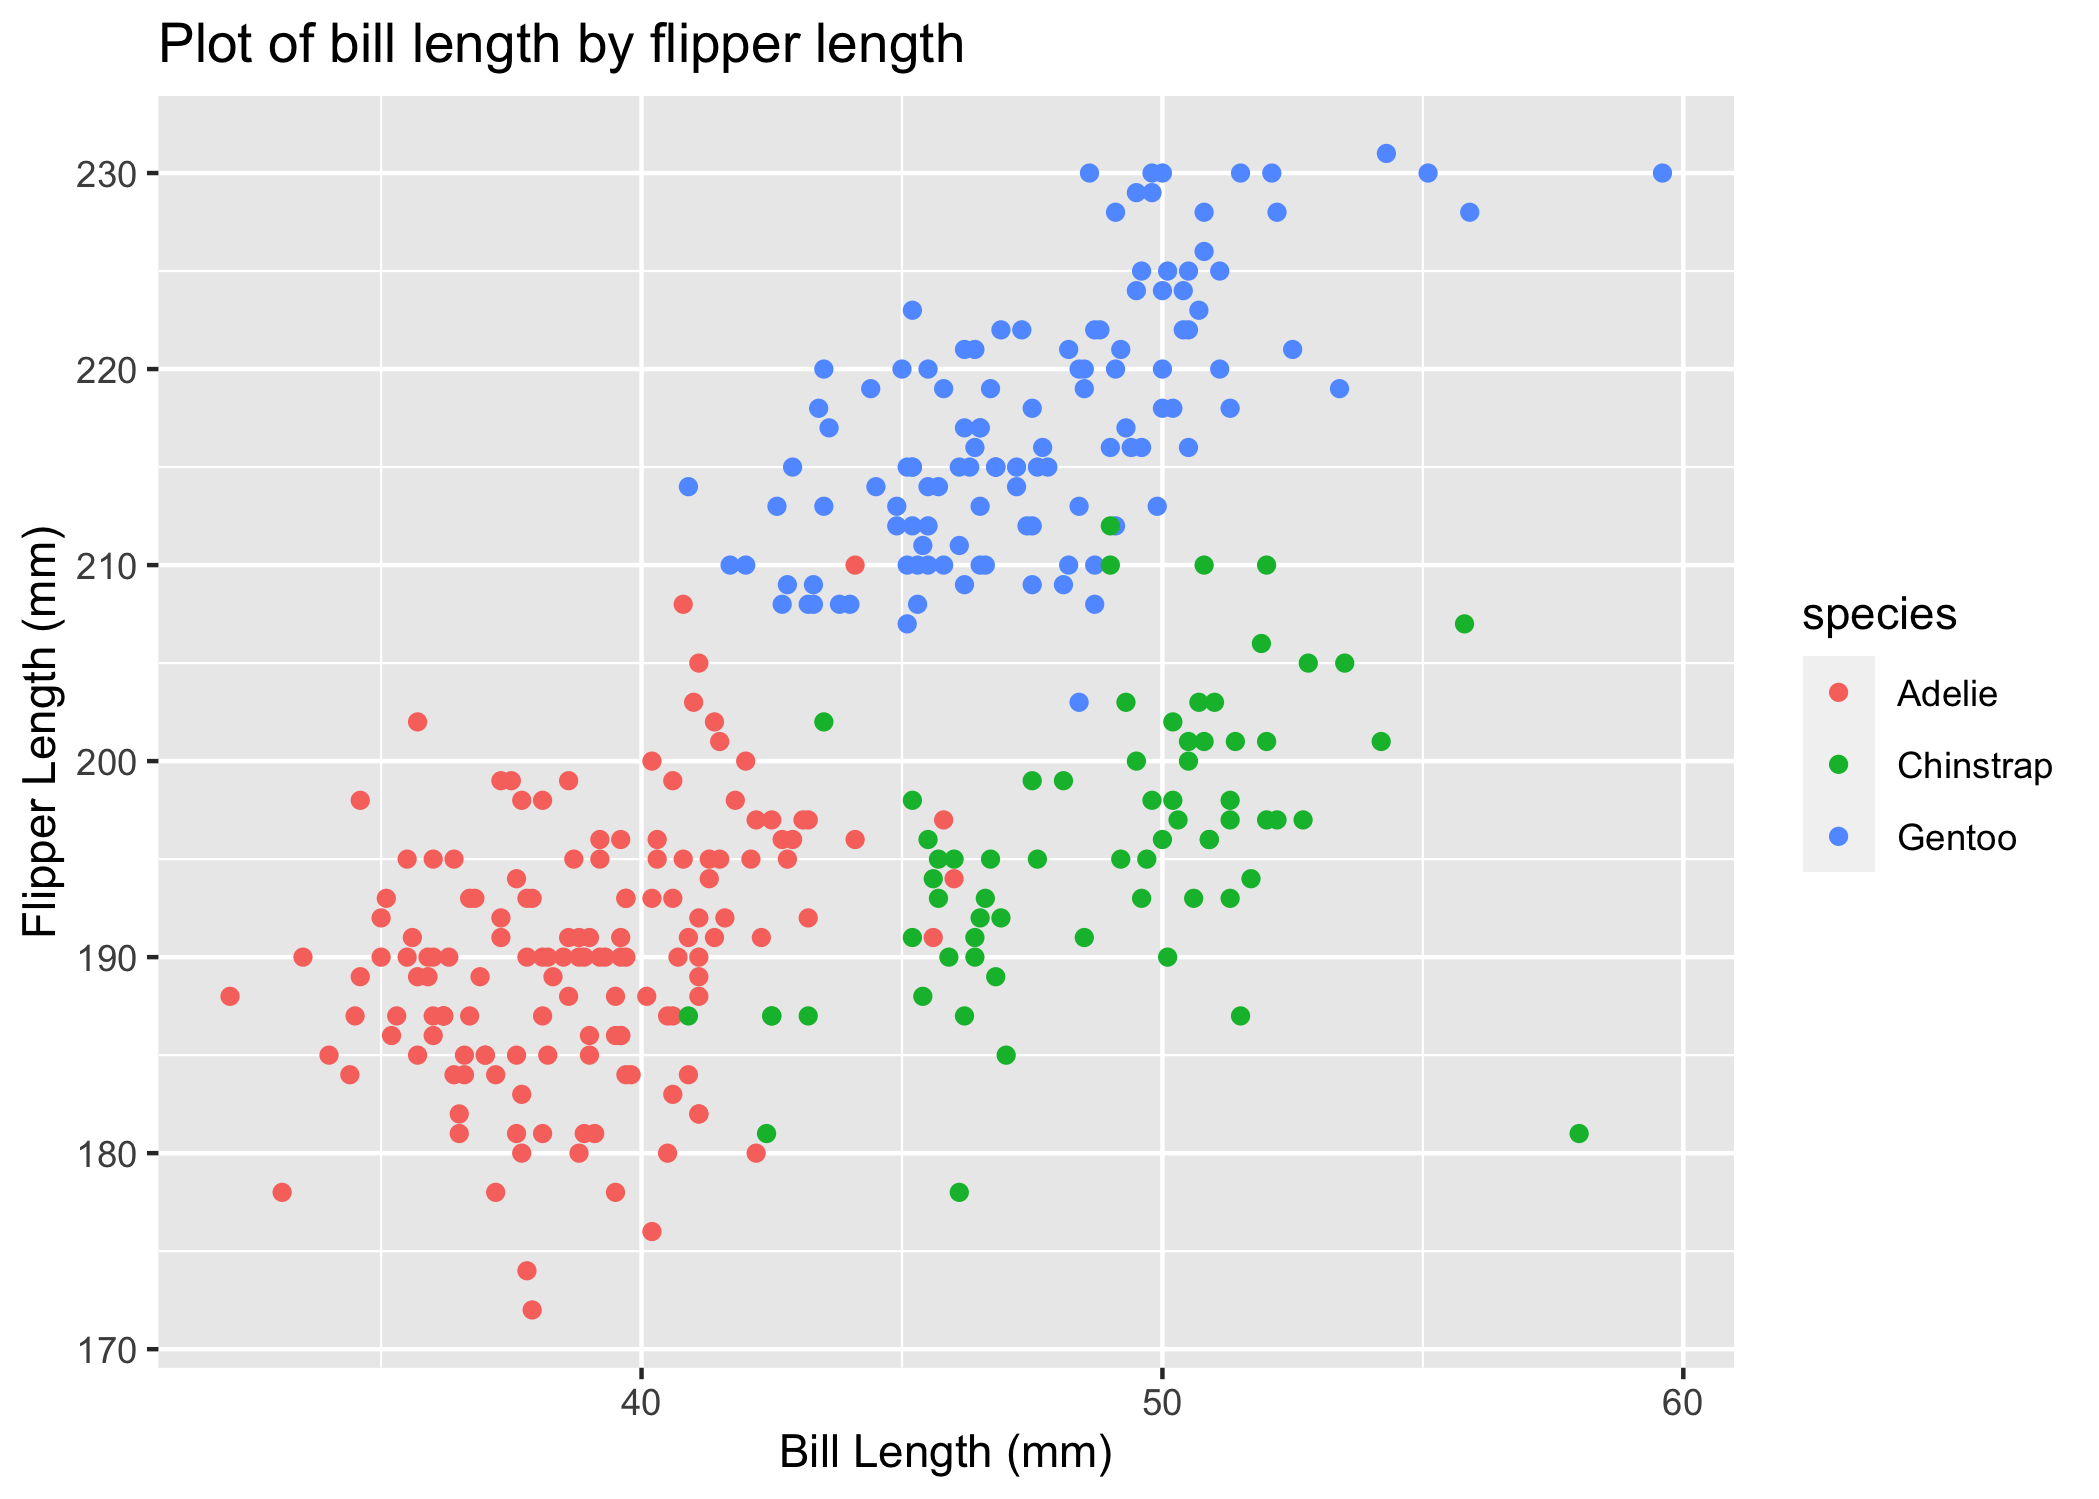 Plot of bill length by flipper length
230
220
210
200
190
180
170
Flipper Length (mm)
40 50 60
Bill Length (mm)
species
Adelie
Chinstrap
Gentoo